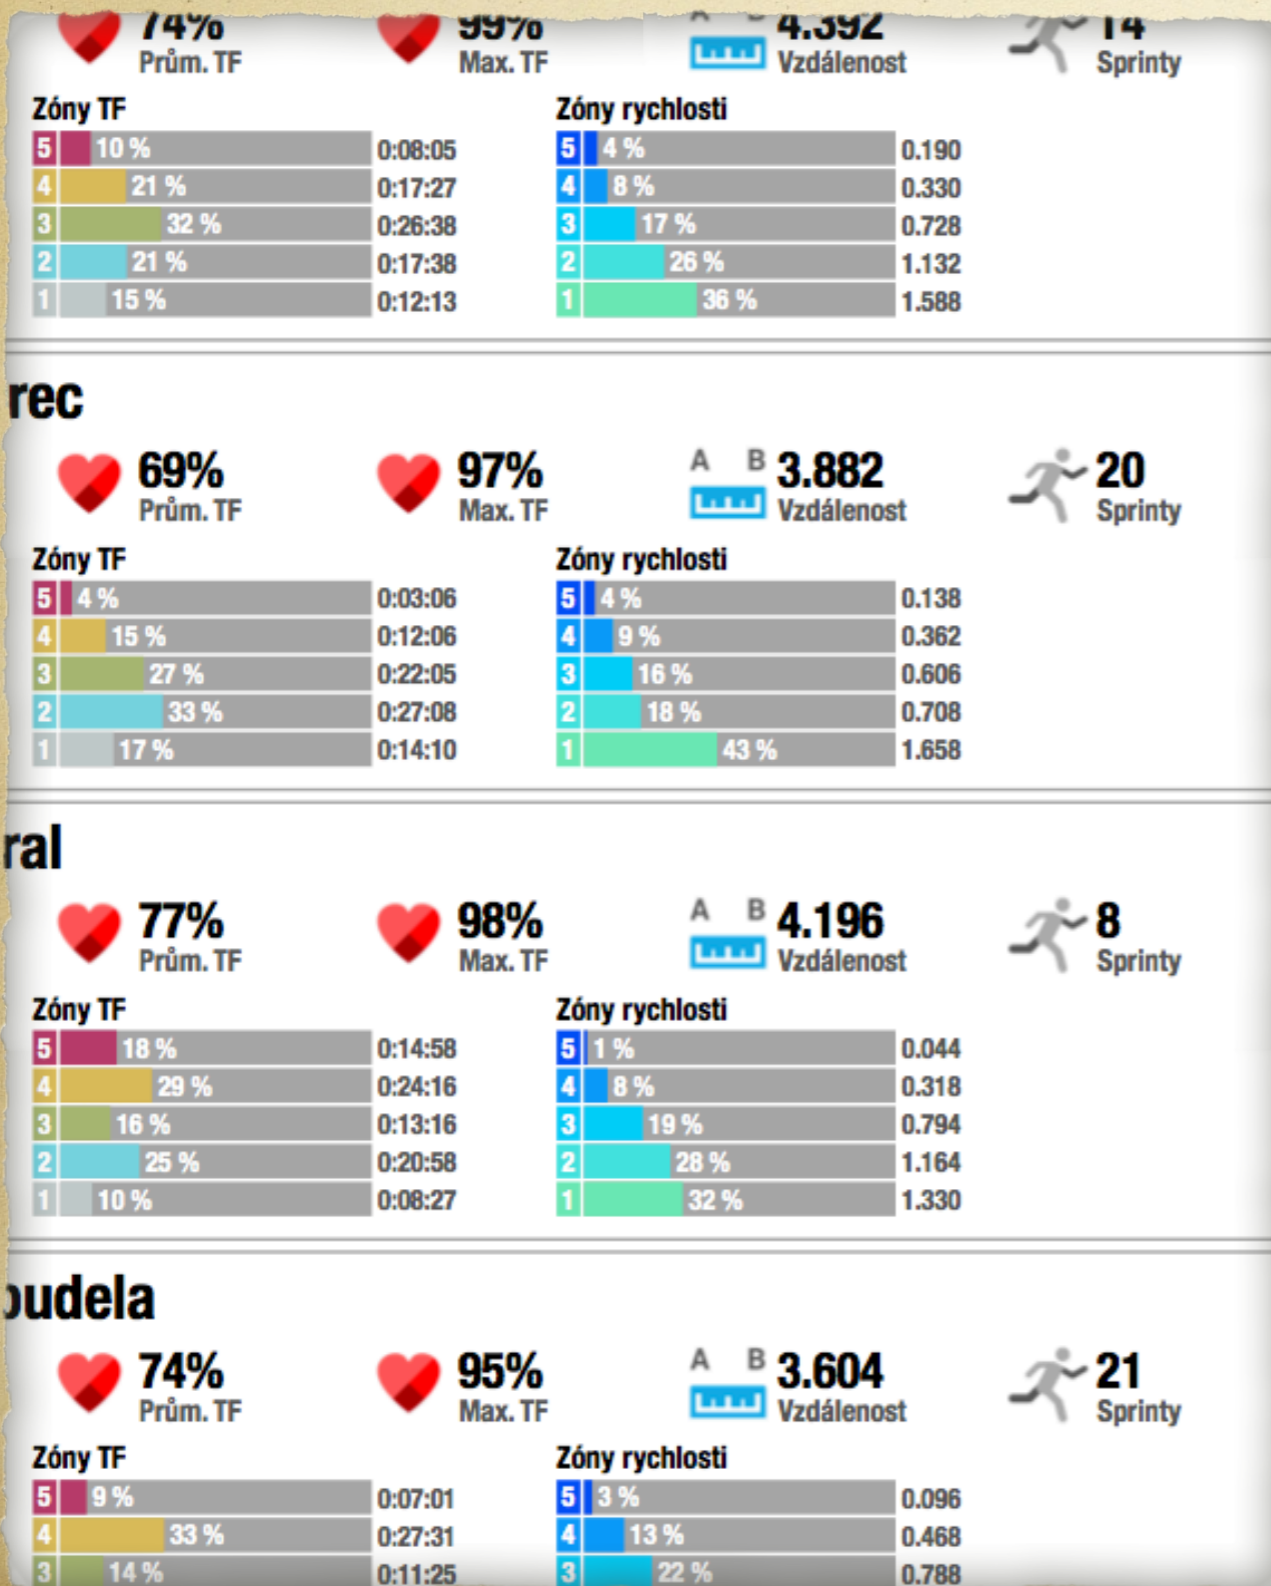 74% 99% A B 4.392 14
Prům. TF Max. TF Vzdálenost Sprinty
Zóny TF Zóny rychlosti
5 10 % 0:08:05 5 4 % 0.190
4 21 % 0:17:27 4 8 % 0.330
3 32 % 0:26:38 3 17 % 0.728
2 21 % 0:17:38 2 26 % 1.132
1 15 % 0:12:13 1 36 % 1.588
rec
69% 97% A B 3.882 20
Prům. TF Max. TF Vzdálenost Sprinty
Zóny TF Zóny rychlosti
5 4 % 0:03:06 5 4 % 0.138
4 15 % 0:12:06 4 9 % 0.362
3 27 % 0:22:05 3 16 % 0.606
2 33 % 0:27:08 2 18 % 0.708
1 17 % 0:14:10 1 43 % 1.658
ral
77% 98% A B 4.196 8
Prům. TF Max. TF Vzdálenost Sprinty
Zóny TF Zóny rychlosti
5 18 % 0:14:58 5 1 % 0.044
4 29 % 0:24:16 4 8 % 0.318
3 16 % 0:13:16 3 19 % 0.794
2 25 % 0:20:58 2 28 % 1.164
1 10 % 0:08:27 1 32 % 1.330
oudela
74% 95% A B 3.604 21
Prům. TF Max. TF Vzdálenost Sprinty
Zóny TF Zóny rychlosti
5 9 % 0:07:01 5 3 % 0.096
4 33 % 0:27:31 4 13 % 0.468
3 14 % 0:11:25 3 22 % 0.788